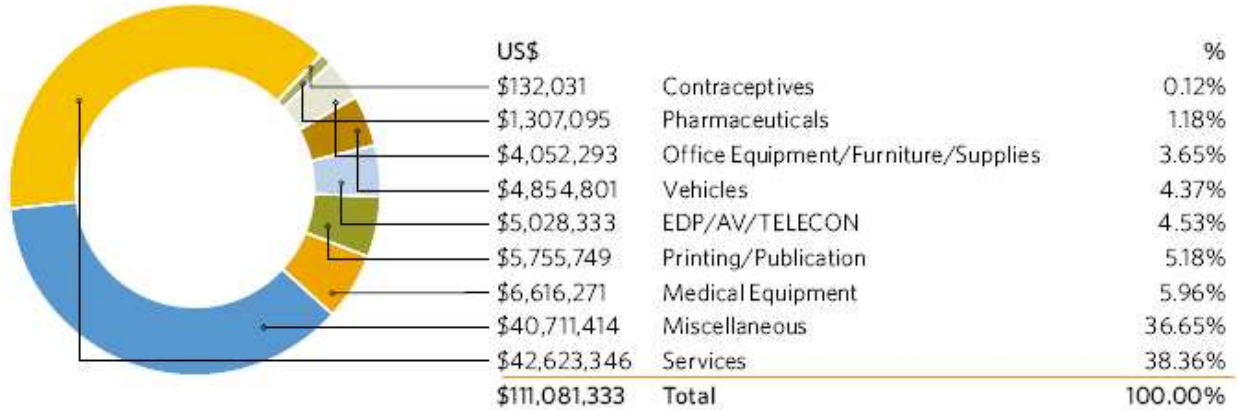 US$ %
$132,031 Contraceptives 0.12%
$1,307,095 Pharmaceuticals 1.18%
$4,052,293 Office Equipment/Furniture/Supplies 3.65%
$4,854,801 Vehicles 4.37%
$5,028,333 EDP/AV/TELECON 4.53%
$5,755,749 Printing/Publication 5.18%
$6,616,271 Medical Equipment 5.96%
$40,711,414 Miscellaneous 36.65%
$42,623,346 Services 38.36%
$111,081,333 Total 100.00%